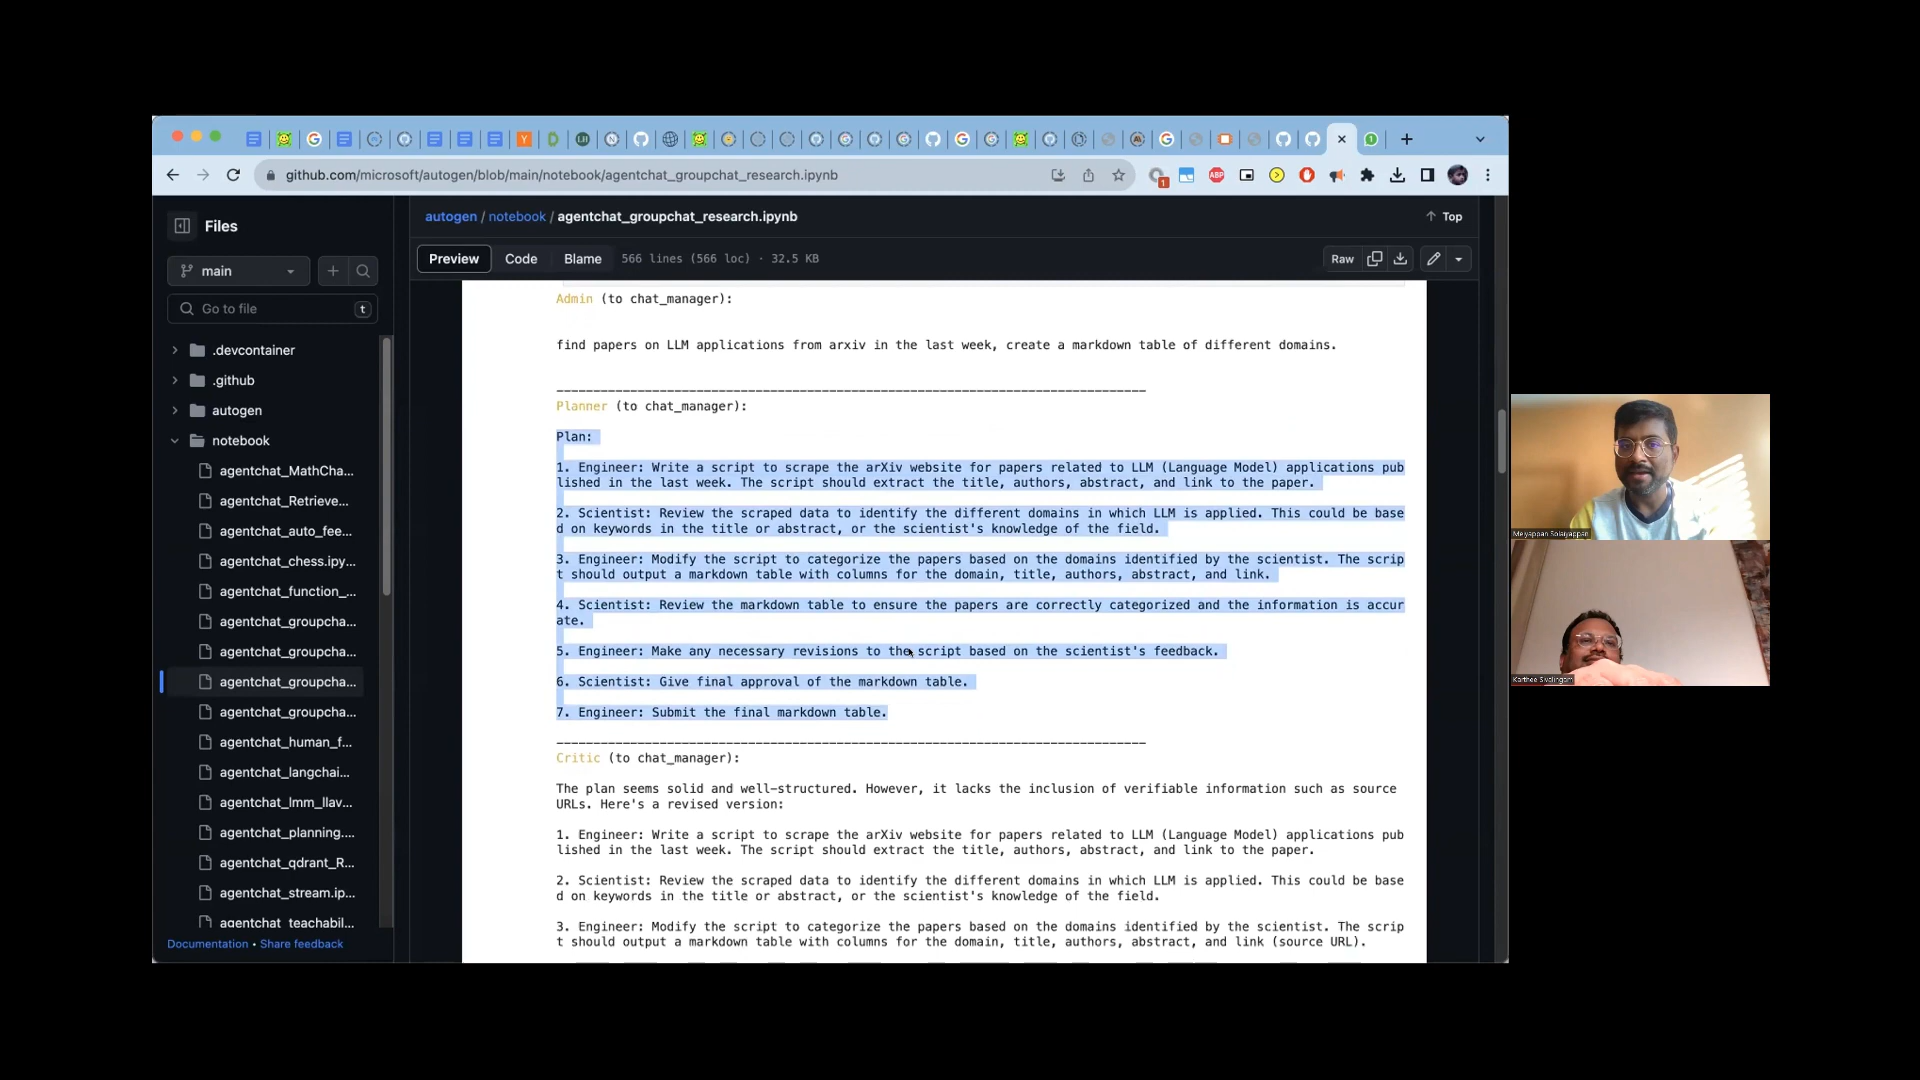 github.com/microsoft/autogen/blob/main/notebook/agentchat_groupchat_research.ipynb
Files
main
Go to file
t
.devcontainer
.github
autogen
notebook
agentchat_MathCha...
agentchat_Retrieve...
agentchat_auto_fee...
agentchat_chess.ipy...
agentchat_function_...
agentchat_groupcha...
agentchat_groupcha...
agentchat_groupcha...
agentchat_groupcha...
agentchat_human_f...
agentchat_langchai...
agentchat_lmm_llav...
agentchat_planning....
agentchat_qdrant_R...
agentchat_stream.ip...
agentchat_teachabil...
Documentation • Share feedback
autogen / notebook / agentchat_groupchat_research.ipynb
Top
Preview Code Blame 566 lines (566 loc) · 32.5 KB
Raw
Admin (to chat_manager):
find papers on LLM applications from arxiv in the last week, create a markdown table of different domains.
Planner (to chat_manager):
Plan:
1. Engineer: Write a script to scrape the arXiv website for papers related to LLM (Language Model) applications pub
lished in the last week. The script should extract the title, authors, abstract, and link to the paper.
2. Scientist: Review the scraped data to identify the different domains in which LLM is applied. This could be base
d on keywords in the title or abstract, or the scientist's knowledge of the field.
3. Engineer: Modify the script to categorize the papers based on the domains identified by the scientist. The scrip
t should output a markdown table with columns for the domain, title, authors, abstract, and link.
4. Scientist: Review the markdown table to ensure the papers are correctly categorized and the information is accur
ate.
5. Engineer: Make any necessary revisions to the script based on the scientist's feedback.
6. Scientist: Give final approval of the markdown table.
7. Engineer: Submit the final markdown table.
Critic (to chat_manager):
The plan seems solid and well-structured. However, it lacks the inclusion of verifiable information such as source
URLs. Here's a revised version:
1. Engineer: Write a script to scrape the arXiv website for papers related to LLM (Language Model) applications pub
lished in the last week. The script should extract the title, authors, abstract, and link to the paper.
2. Scientist: Review the scraped data to identify the different domains in which LLM is applied. This could be base
d on keywords in the title or abstract, or the scientist's knowledge of the field.
3. Engineer: Modify the script to categorize the papers based on the domains identified by the scientist. The scrip
t should output a markdown table with columns for the domain, title, authors, abstract, and link (source URL).
Meiyappan Solaiyappan
Karthee Sivalingam